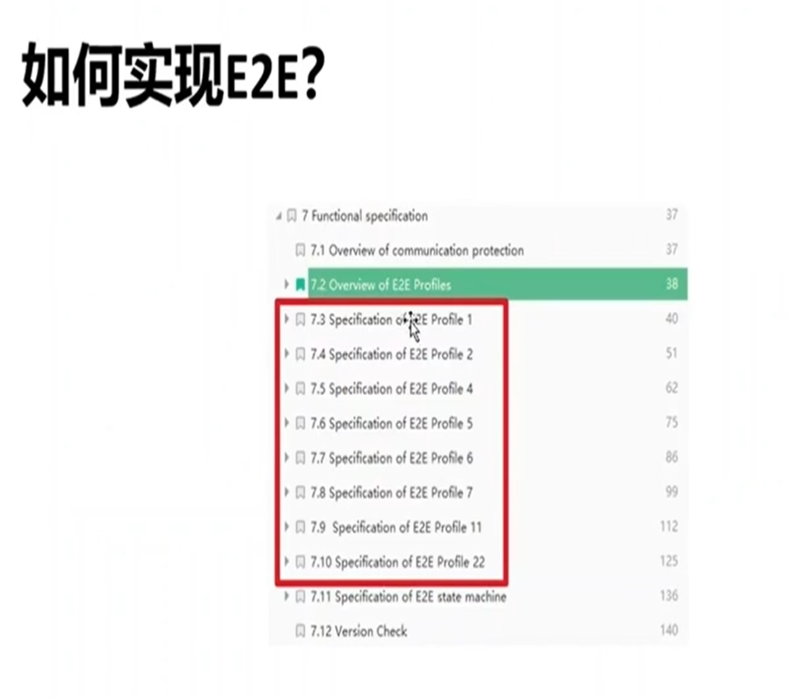 如何实现E2E?
7 Functional specification 37
7.1 Overview of communication protection 37
7.2 Overview of E2E Profiles 38
7.3 Specification of E2E Profile 1 40
7.4 Specification of E2E Profile 2 51
7.5 Specification of E2E Profile 4 62
7.6 Specification of E2E Profile 5 75
7.7 Specification of E2E Profile 6 86
7.8 Specification of E2E Profile 7 99
7.9 Specification of E2E Profile 11 112
7.10 Specification of E2E Profile 22 125
7.11 Specification of E2E state machine 136
7.12 Version Check 140